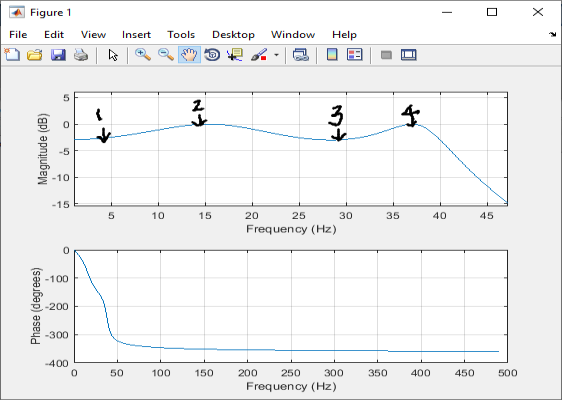 Figure 1
File Edit View Insert Tools Desktop Window Help
1 2 3 4
5
0
-5
-10
-15
Magnitude (dB)
5 10 15 20 25 30 35 40 45
Frequency (Hz)
0
-100
-200
-300
-400
Phase (degrees)
0 50 100 150 200 250 300 350 400 450 500
Frequency (Hz)